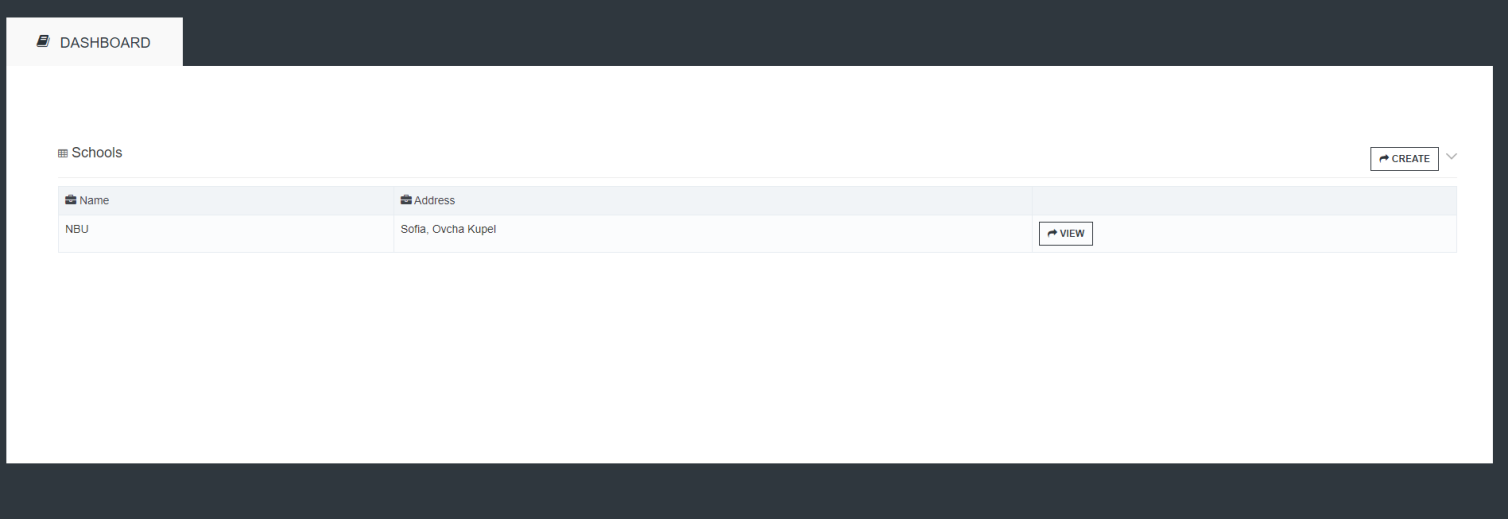 DASHBOARD
Schools
CREATE
Name Address
NBU Sofia, Ovcha Kupel VIEW